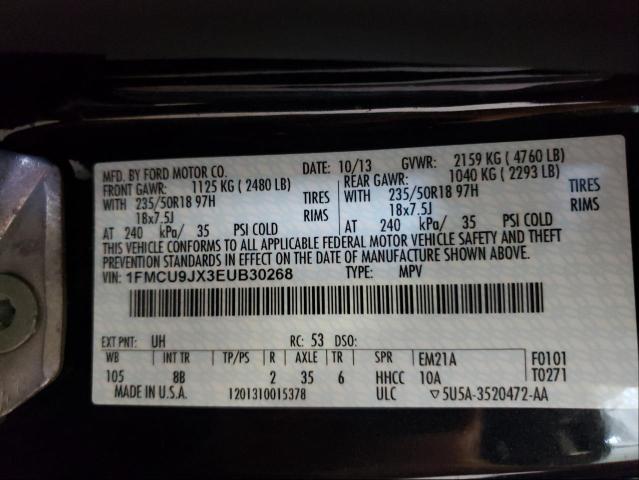 MFD. BY FORD MOTOR CO. DATE: 10/13 GVWR: 2159 KG ( 4760 LB)
FRONT GAWR: 1125 KG ( 2480 LB) REAR GAWR: 1040 KG ( 2293 LB)
WITH 235/50R18 97H TIRES WITH 235/50R18 97H TIRES
18x7.5J RIMS 18x7.5J RIMS
AT 240 kPa/ 35 PSI COLD AT 240 kPa/ 35 PSI COLD
THIS VEHICLE CONFORMS TO ALL APPLICABLE FEDERAL MOTOR VEHICLE SAFETY AND THEFT
PREVENTION STANDARDS IN EFFECT ON THE DATE OF MANUFACTURE SHOWN ABOVE.
VIN: 1FMCU9JX3EUB30268 TYPE: MPV
EXT PNT: UH RC: 53 DSO:
WB INT TR TP/PS R AXLE TR SPR EM21A F0101
105 8B 2 35 6 HHCC 10A T0271
MADE IN U.S.A. 1201310015378 ULC ▽5U5A-3520472-AA